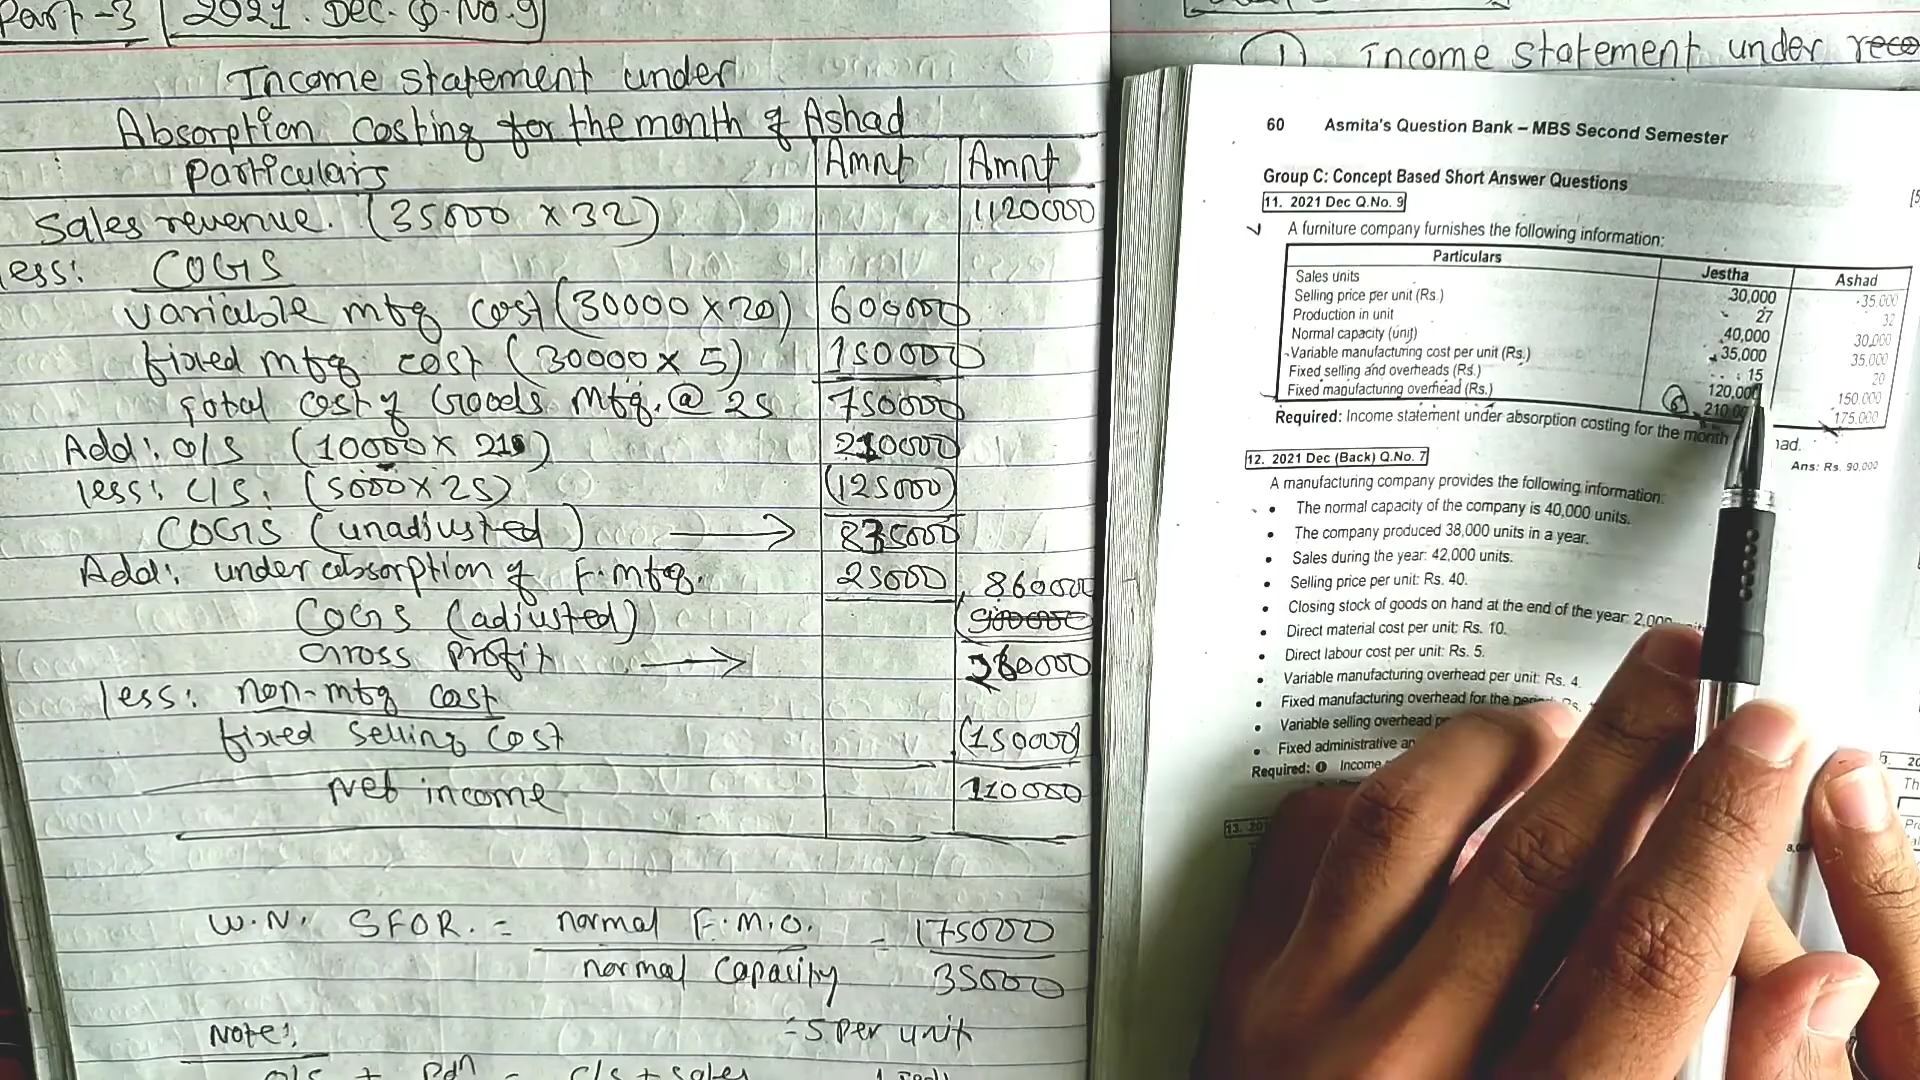 Part-3 2021. Dec. Q. No. 9
Income statement under
Absorption costing for the month of Ashad
Particulars Amnt Amnt
Sales revenue. (35000 × 32) 1120000
less: COGS
variable mfg cost (30000 × 20) 600000
fixed mfg cost (30000 × 5) 150000
total cost of Goods mfg. @ 25 750000
Add: o/s (10000 × 21) 210000
less: c/s. (5000 × 25) (125000)
COGS (unadjusted) → 835000
Add: under absorption of F. mfg. 25000 860000
COGS (adjusted)
Gross profit → 260000
less: non-mfg cost
fixed selling cost (150000)
net income 110000
W.N. SFOR. = normal F.M.O. = 175000
normal capacity 35000
= 5 per unit
Note:
o/s + Pdn = c/s + sales
① Income statement under
60 Asmita's Question Bank – MBS Second Semester
Group C: Concept Based Short Answer Questions
11. 2021 Dec Q.No. 9
A furniture company furnishes the following information:
Particulars Jestha Ashad
Sales units 30,000 35,000
Selling price per unit (Rs.) 27 32
Production in unit 40,000 30,000
Normal capacity (unit) 35,000 35,000
Variable manufacturing cost per unit (Rs.) 15 20
Fixed selling and overheads (Rs.) 120,000 150,000
Fixed manufacturing overhead (Rs.) 175,000
Required: Income statement under absorption costing for the month
Ans: Rs. 90,000
12. 2021 Dec (Back) Q.No. 7
A manufacturing company provides the following information:
• The normal capacity of the company is 40,000 units.
• The company produced 38,000 units in a year.
• Sales during the year: 42,000 units.
• Selling price per unit: Rs. 40.
• Closing stock of goods on hand at the end of the year: 2,000
• Direct material cost per unit: Rs. 10.
• Direct labour cost per unit: Rs. 5.
• Variable manufacturing overhead per unit: Rs. 4.
• Fixed manufacturing overhead for the
• Variable selling overhead
• Fixed administrative
Required: ❶ Income